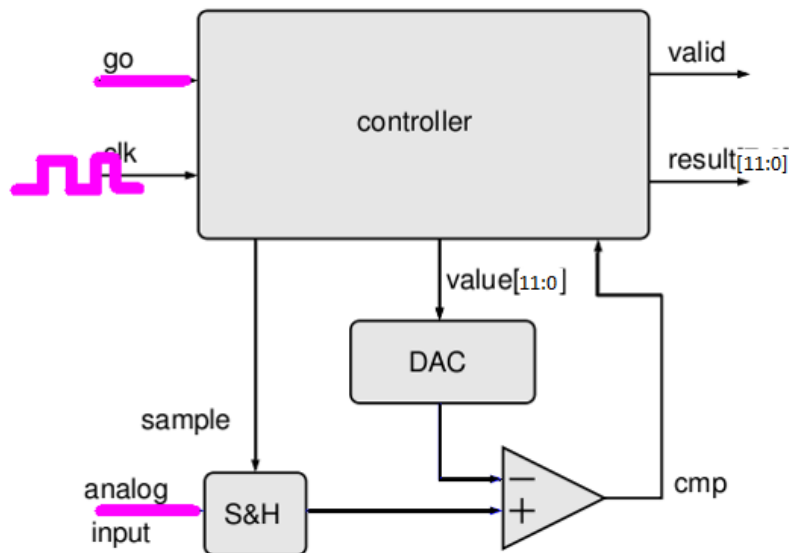 go
valid
clk
controller
result[11:0]
value[11:0]
DAC
sample
analog
input
S&H
−
+
cmp